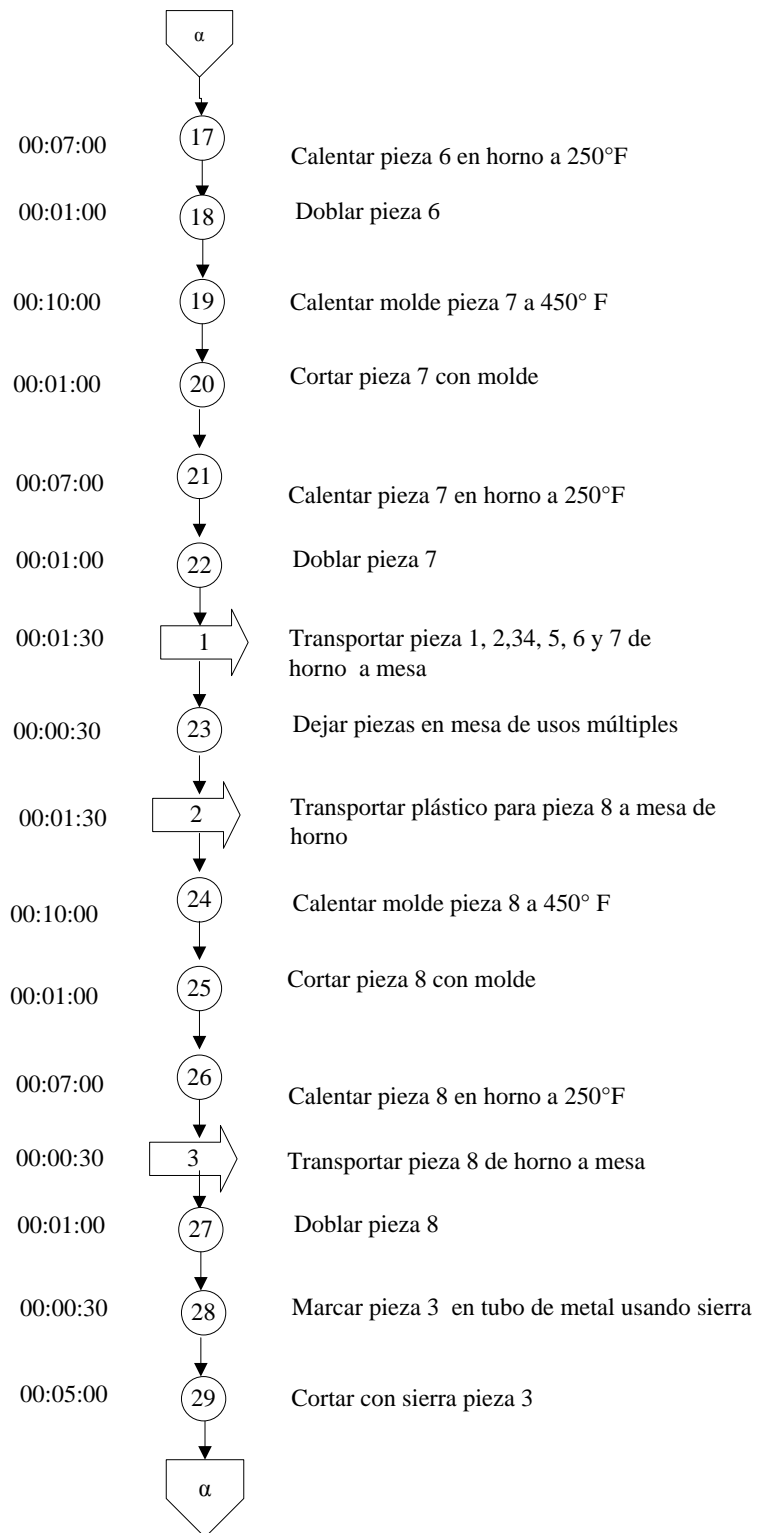 α
00:07:00
17
Calentar pieza 6 en horno a 250°F
00:01:00
18
Doblar pieza 6
00:10:00
19
Calentar molde pieza 7 a 450° F
00:01:00
20
Cortar pieza 7 con molde
00:07:00
21
Calentar pieza 7 en horno a 250°F
00:01:00
22
Doblar pieza 7
00:01:30
1
Transportar pieza 1, 2,34, 5, 6 y 7 de
horno a mesa
00:00:30
23
Dejar piezas en mesa de usos múltiples
00:01:30
2
Transportar plástico para pieza 8 a mesa de
horno
00:10:00
24
Calentar molde pieza 8 a 450° F
00:01:00
25
Cortar pieza 8 con molde
00:07:00
26
Calentar pieza 8 en horno a 250°F
00:00:30
3
Transportar pieza 8 de horno a mesa
00:01:00
27
Doblar pieza 8
00:00:30
28
Marcar pieza 3 en tubo de metal usando sierra
00:05:00
29
Cortar con sierra pieza 3
α